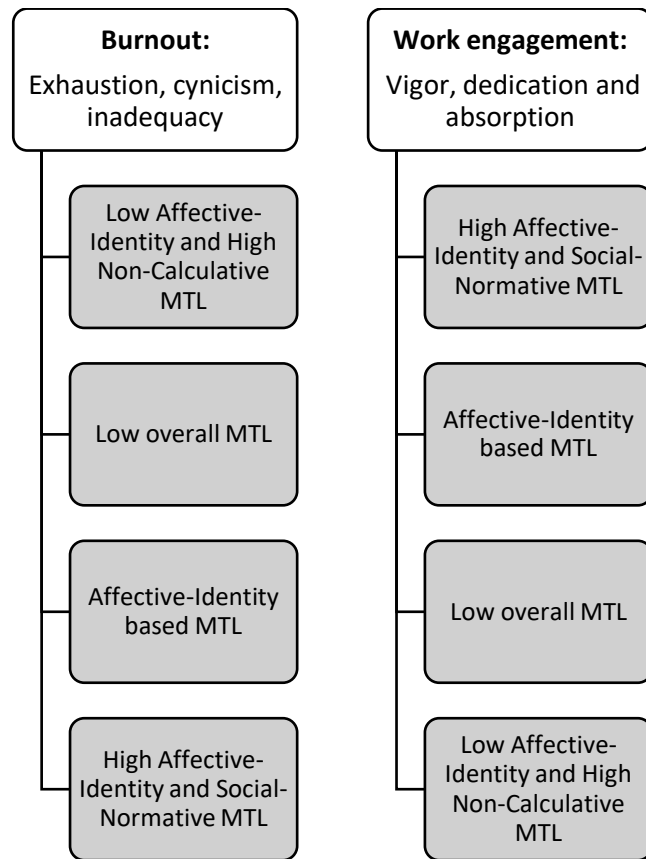 Burnout:
Exhaustion, cynicism,
inadequacy
Low Affective-
Identity and High
Non-Calculative
MTL
Low overall MTL
Affective-Identity
based MTL
High Affective-
Identity and Social-
Normative MTL
Work engagement:
Vigor, dedication and
absorption
High Affective-
Identity and Social-
Normative MTL
Affective-Identity
based MTL
Low overall MTL
Low Affective-
Identity and High
Non-Calculative
MTL